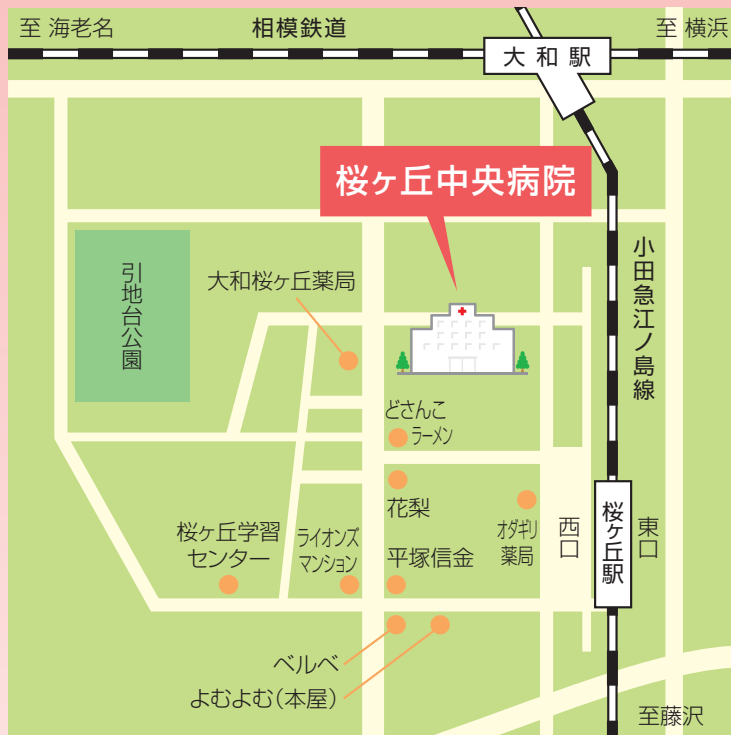 至 海老名
相模鉄道
至 横浜
大和駅
桜ヶ丘中央病院
小田急江ノ島線
引地台公園
大和桜ヶ丘薬局
どさんこ
ラーメン
花梨
オダギリ
薬局
西口
桜ヶ丘駅
東口
桜ヶ丘学習
センター
ライオンズ
マンション
平塚信金
ベルベ
よむよむ(本屋)
至藤沢